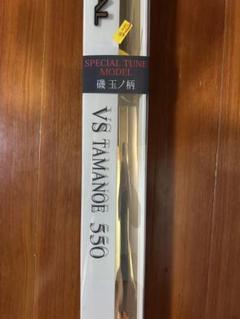 SPECIAL TUNE
MODEL
磯 玉ノ柄
VS TAMANOE 550